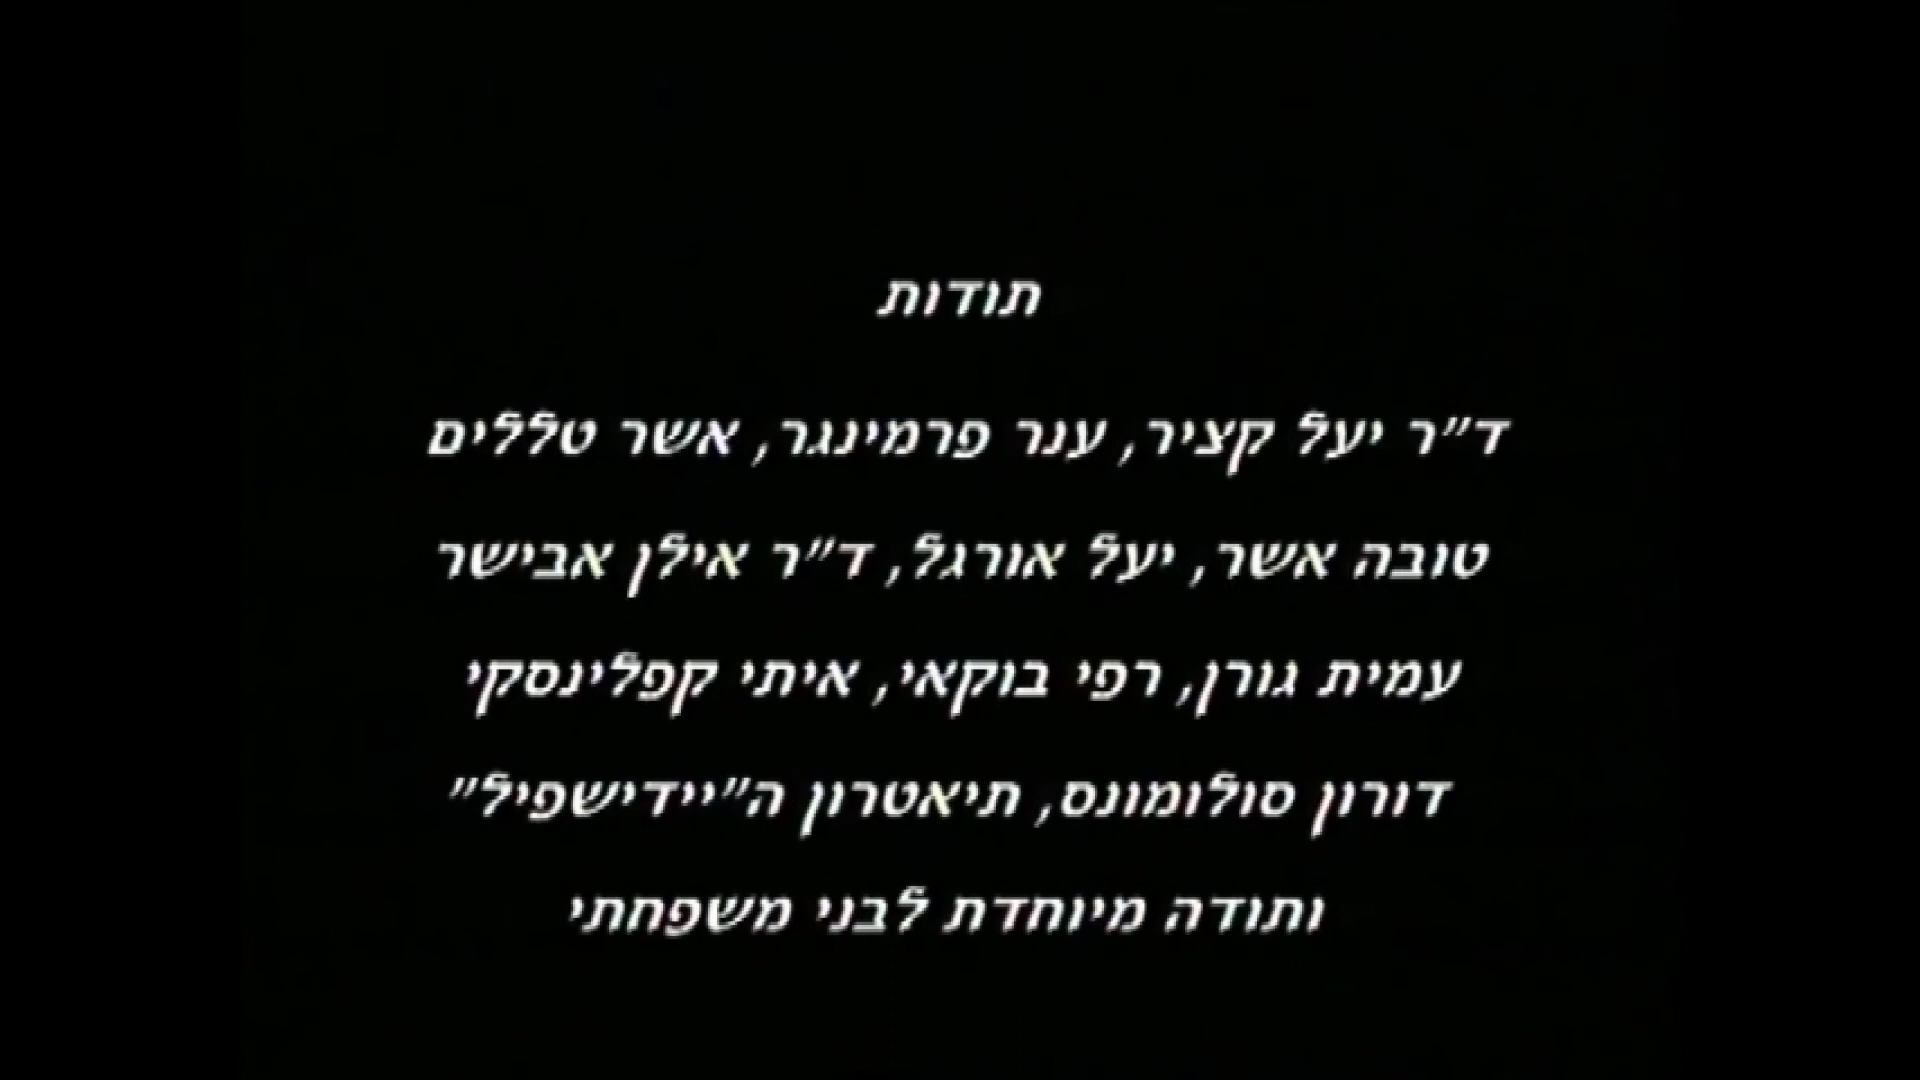 תודות
ד״ר יעל קציר, ענר פרמינגר, אשר טללים
טובה אשר, יעל אורגל, ד״ר אילן אבישר
עמית גורן, רפי בוקאי, איתי קפלינסקי
דורון סולומונס, תיאטרון ה״יידישפיל״
ותודה מיוחדת לבני משפחתי